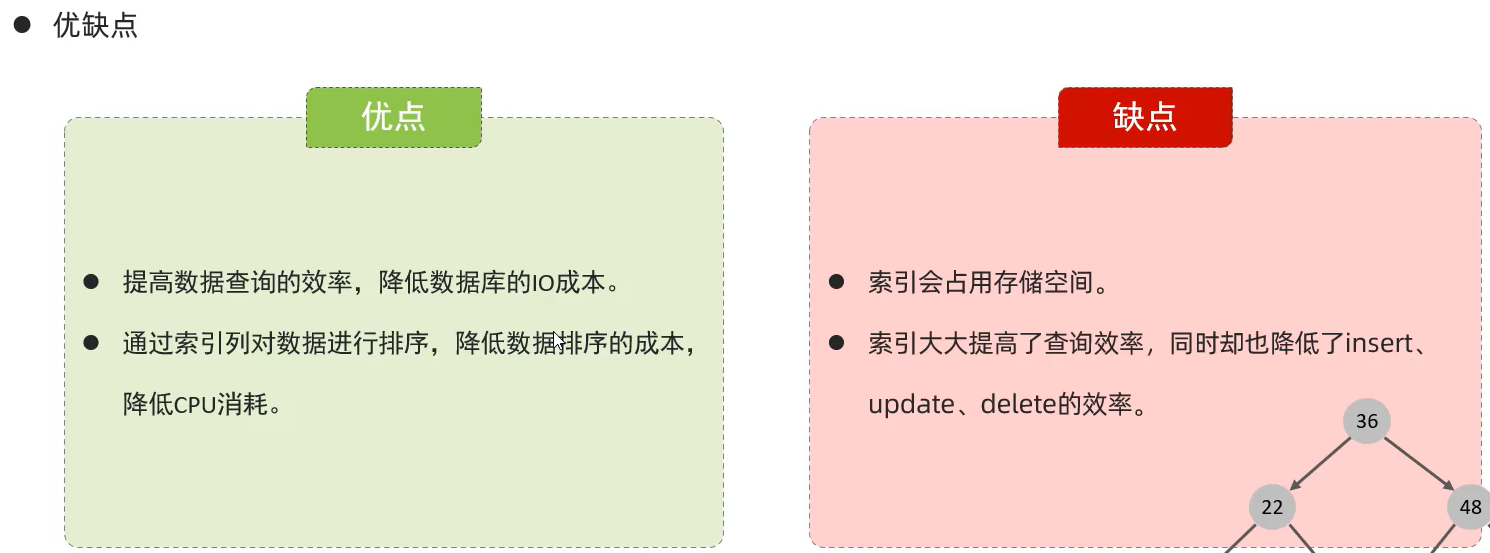 优缺点
优点
提高数据查询的效率，降低数据库的IO成本。
通过索引列对数据进行排序，降低数据排序的成本，
降低CPU消耗。
缺点
索引会占用存储空间。
索引大大提高了查询效率，同时却也降低了insert、
update、delete的效率。
36
22
48